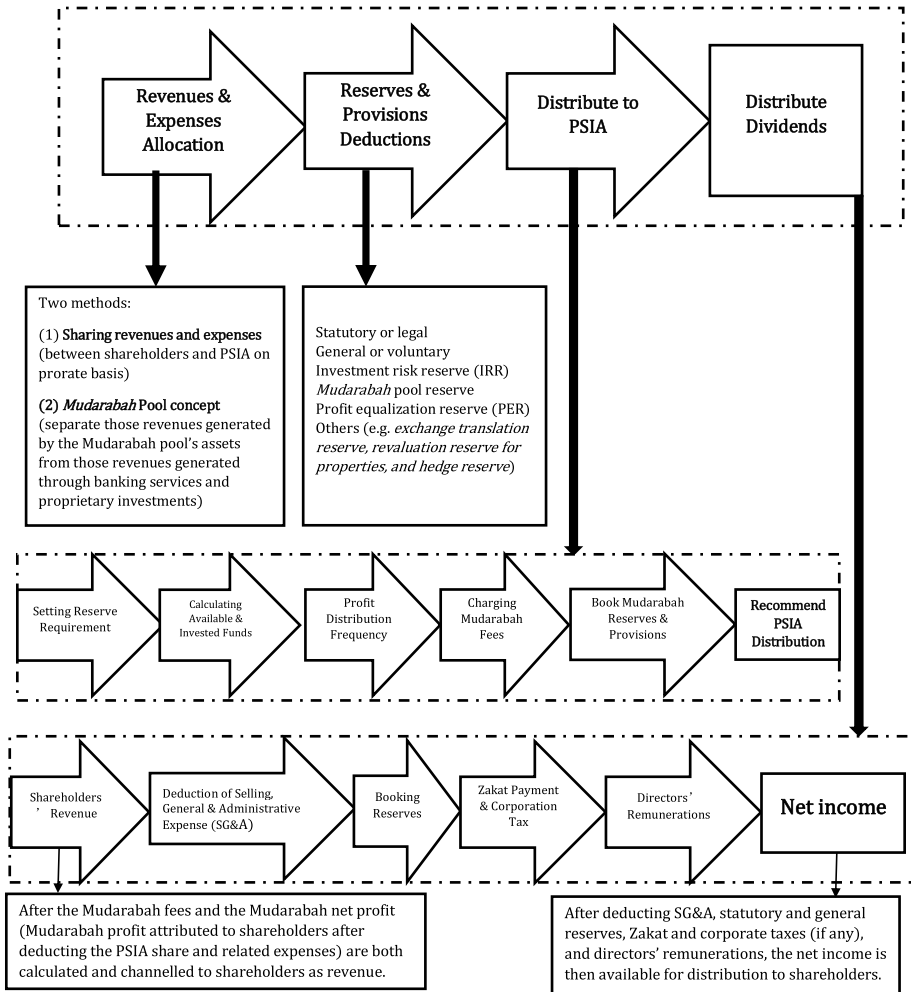 Revenues &
Expenses
Allocation
Reserves &
Provisions
Deductions
Distribute to
PSIA
Distribute
Dividends
Two methods:
(1) Sharing revenues and expenses
(between shareholders and PSIA on
prorate basis)
(2) Mudarabah Pool concept
(separate those revenues generated
by the Mudarabah pool's assets
from those revenues generated
through banking services and
proprietary investments)
Statutory or legal
General or voluntary
Investment risk reserve (IRR)
Mudarabah pool reserve
Profit equalization reserve (PER)
Others (e.g. exchange translation
reserve, revaluation reserve for
properties, and hedge reserve)
Setting Reserve
Requirement
Calculating
Available &
Invested Funds
Profit
Distribution
Frequency
Charging
Mudarabah
Fees
Book Mudarabah
Reserves &
Provisions
Recommend
PSIA
Distribution
Shareholders
' Revenue
Deduction of Selling,
General & Administrative
Expense (SG&A)
Booking
Reserves
Zakat Payment
& Corporation
Tax
Directors'
Remunerations
Net income
After the Mudarabah fees and the Mudarabah net profit
(Mudarabah profit attributed to shareholders after
deducting the PSIA share and related expenses) are both
calculated and channelled to shareholders as revenue.
After deducting SG&A, statutory and general
reserves, Zakat and corporate taxes (if any),
and directors' remunerations, the net income is
then available for distribution to shareholders.